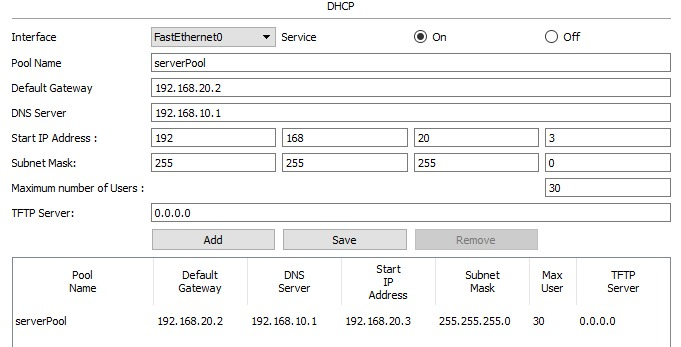 DHCP
Interface FastEthernet0 Service On Off
Pool Name serverPool
Default Gateway 192.168.20.2
DNS Server 192.168.10.1
Start IP Address : 192 168 20 3
Subnet Mask: 255 255 255 0
Maximum number of Users : 30
TFTP Server: 0.0.0.0
Add Save Remove
Pool Name Default Gateway DNS Server Start IP Address Subnet Mask Max User TFTP Server
serverPool 192.168.20.2 192.168.10.1 192.168.20.3 255.255.255.0 30 0.0.0.0